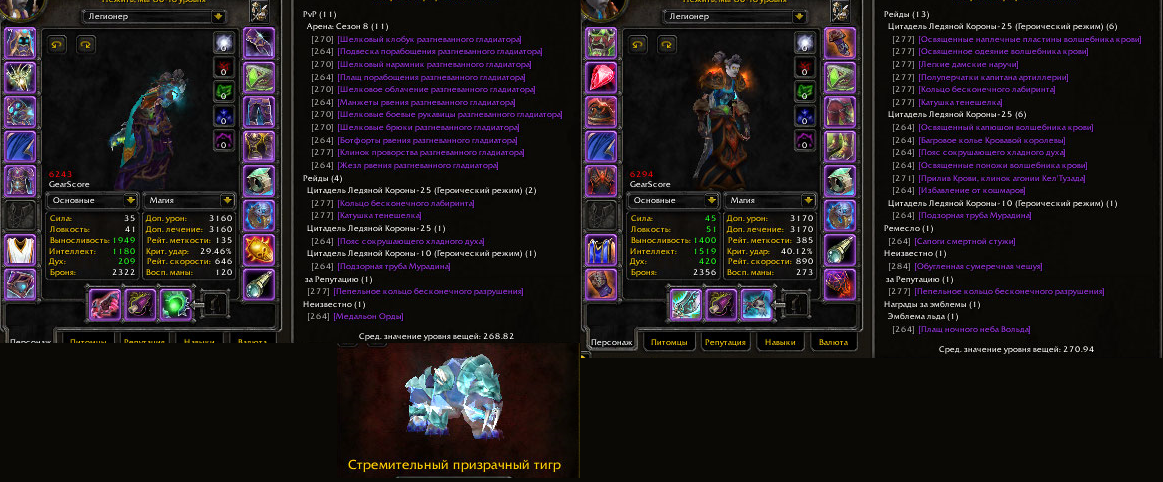 Легионер
6243
GearScore
Основные
Магия
Сила: 35
Ловкость: 41
Выносливость: 1949
Интеллект: 1180
Дух: 209
Броня: 2322
Доп. урон: 3160
Доп. лечение: 3160
Рейт. меткости: 135
Крит. удар: 29.46%
Рейт. скорости: 646
Восп. маны: 120
Персонаж
Питомцы
Репутация
Навыки
Валюта
PvP (11)
Арена: Сезон 8 (11)
[270] [Шелковый клобук разгневанного гладиатора]
[264] [Подвеска порабощения разгневанного гладиатора]
[270] [Шелковый нарамник разгневанного гладиатора]
[264] [Плащ порабощения разгневанного гладиатора]
[270] [Шелковое облачение разгневанного гладиатора]
[264] [Манжеты рвения разгневанного гладиатора]
[270] [Шелковые боевые рукавицы разгневанного гладиатора]
[270] [Шелковые брюки разгневанного гладиатора]
[264] [Ботфорты рвения разгневанного гладиатора]
[277] [Клинок проворства разгневанного гладиатора]
[264] [Жезл рвения разгневанного гладиатора]
Рейды (4)
Цитадель Ледяной Короны-25 (Героический режим) (2)
[277] [Кольцо бесконечного лабиринта]
[277] [Катушка тенешелка]
Цитадель Ледяной Короны-25 (1)
[264] [Пояс сокрушающего хладного духа]
Цитадель Ледяной Короны-10 (Героический режим) (1)
[264] [Подзорная труба Мурадина]
за Репутацию (1)
[277] [Пепельное кольцо бесконечного разрушения]
Неизвестно (1)
[264] [Медальон Орды]
Сред. значение уровня вещей: 268.82
Стремительный призрачный тигр
Легионер
6294
GearScore
Основные
Магия
Сила: 45
Ловкость: 51
Выносливость: 1400
Интеллект: 1519
Дух: 420
Броня: 2356
Доп. урон: 3170
Доп. лечение: 3170
Рейт. меткости: 385
Крит. удар: 40.12%
Рейт. скорости: 890
Восп. маны: 273
Персонаж
Питомцы
Репутация
Навыки
Валюта
Рейды (13)
Цитадель Ледяной Короны-25 (Героический режим) (6)
[277] [Освященные наплечные пластины волшебника крови]
[277] [Освященное одеяние волшебника крови]
[277] [Легкие дамские наручи]
[277] [Полуперчатки капитана артиллерии]
[277] [Кольцо бесконечного лабиринта]
[277] [Катушка тенешелка]
Цитадель Ледяной Короны-25 (6)
[264] [Освященный капюшон волшебника крови]
[264] [Багровое колье Кровавой королевы]
[264] [Пояс сокрушающего хладного духа]
[264] [Освященные поножи волшебника крови]
[271] [Прилив Крови, клинок агонии Кел'Тузада]
[264] [Избавление от кошмаров]
Цитадель Ледяной Короны-10 (Героический режим) (1)
[264] [Подзорная труба Мурадина]
Ремесло (1)
[264] [Сапоги смертной стужи]
Неизвестно (1)
[284] [Обугленная сумеречная чешуя]
за Репутацию (1)
[277] [Пепельное кольцо бесконечного разрушения]
Награды за эмблемы (1)
Эмблема льда (1)
[264] [Плащ ночного неба Вольда]
Сред. значение уровня вещей: 270.94